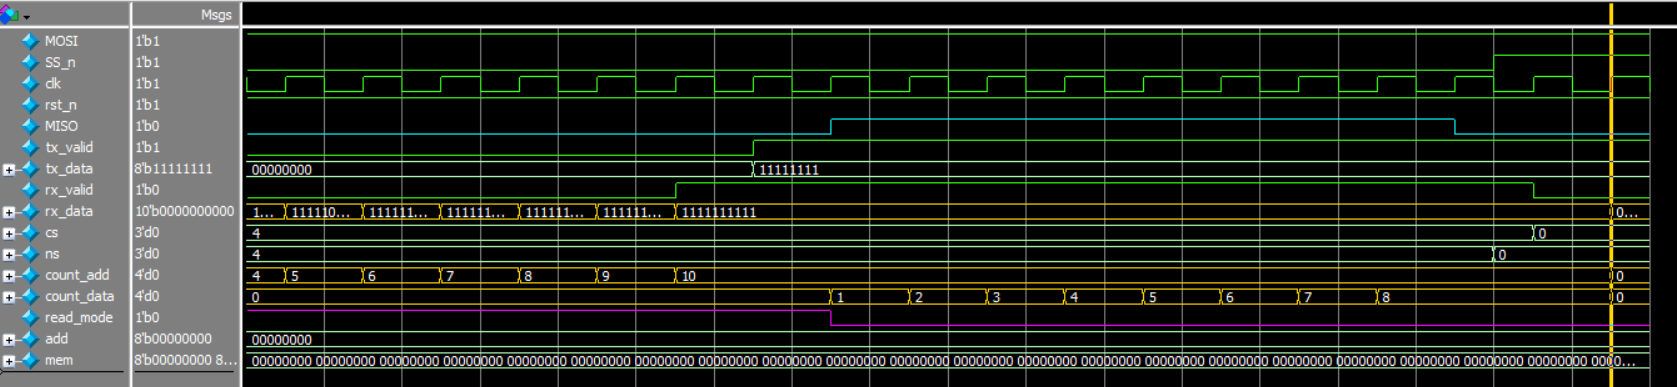 Msgs
MOSI 1'b1
SS_n 1'b1
clk 1'b1
rst_n 1'b1
MISO 1'b0
tx_valid 1'b1
tx_data 8'b11111111 00000000 11111111
rx_valid 1'b0
rx_data 10'b0000000000 1... 111110... 111111... 111111... 111111... 111111... 1111111111 0...
cs 3'd0 4 0
ns 3'd0 4 0
count_add 4'd0 4 5 6 7 8 9 10 0
count_data 4'd0 0 1 2 3 4 5 6 7 8 0
read_mode 1'b0
add 8'b00000000 00000000
mem 8'b00000000 8... 00000000 00000000 00000000 00000000 00000000 00000000 00000000 00000000 00000000 00000000 00000000 00000000 00000000 00000000 00000000 00000000 00000000 00000000 00000000 00000000 0000...